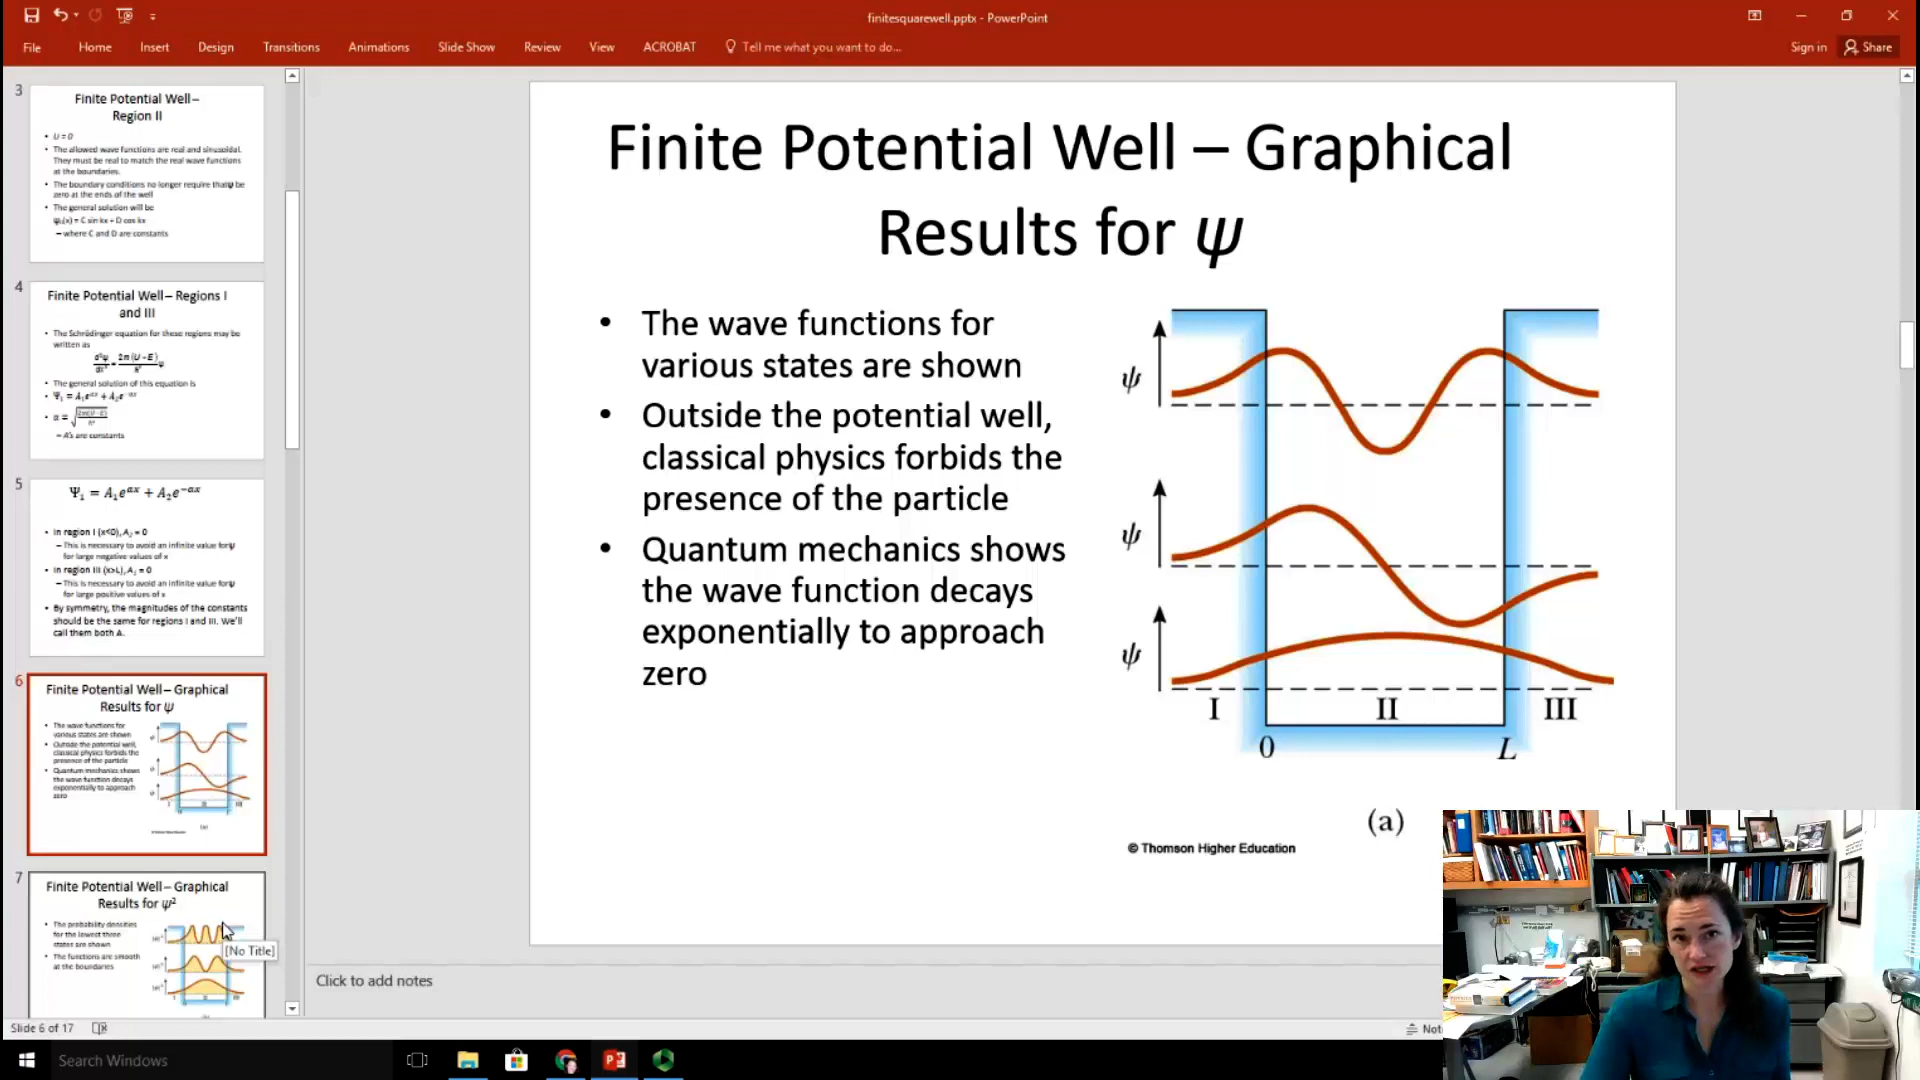 finitesquarewell.pptx - PowerPoint
File Home Insert Design Transitions Animations Slide Show Review View ACROBAT Tell me what you want to do... Sign in Share
3
Finite Potential Well –
Region II
• U = 0
• The allowed wave functions are real and sinusoidal.
They must be real to match the real wave functions
at the boundaries.
• The boundary conditions no longer require that ψ be
zero at the ends of the well
• The general solution will be
– where C and D are constants
4
Finite Potential Well – Regions I
and III
• The Schrödinger equation for these regions may be
written as
• The general solution of this equation is
– A's are constants
5
Ψ₁ = A₁e^{αx} + A₂e^{-αx}
• In region I (x<0), A₂ = 0
– This is necessary to avoid an infinite value for ψ
for large negative values of x
– This is necessary to avoid an infinite value for ψ
for large positive values of x
• By symmetry, the magnitudes of the constants
should be the same for regions I and III. We'll
call them both A.
6
Finite Potential Well – Graphical
Results for ψ
• The wave functions for
various states are shown
• Outside the potential well,
classical physics forbids the
presence of the particle
• Quantum mechanics shows
the wave function decays
exponentially to approach
zero
7
Finite Potential Well – Graphical
Results for ψ²
• The probability densities
for the lowest three
states are shown
• The functions are smooth
at the boundaries
[No Title]
Finite Potential Well – Graphical
Results for ψ
• The wave functions for
various states are shown
• Outside the potential well,
classical physics forbids the
presence of the particle
• Quantum mechanics shows
the wave function decays
exponentially to approach
zero
ψ
ψ
ψ
I II III
0 L
(a)
© Thomson Higher Education
Click to add notes
Slide 6 of 17
Search Windows